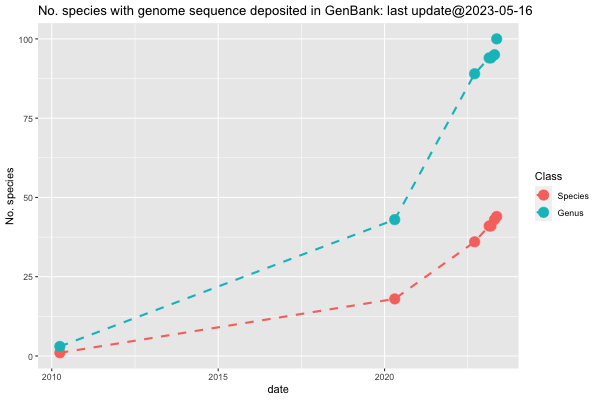 No. species with genome sequence deposited in GenBank: last update@2023-05-16
No. species
100
75
50
25
0
2010
2015
2020
date
Class
Species
Genus